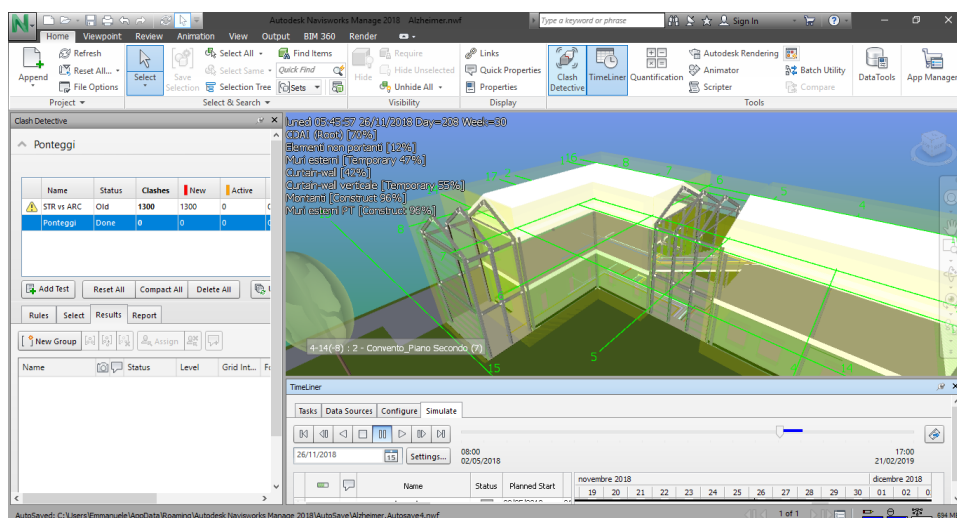 Autodesk Navisworks Manage 2018 Alzheimer.nwf
Type a keyword or phrase
Sign In
Home Viewpoint Review Animation View Output BIM 360 Render
Append
Refresh
Reset All...
File Options
Project
Select
Save Selection
Select All
Select Same
Selection Tree
Select & Search
Find Items
Quick Find
Sets
Hide
Require
Hide Unselected
Unhide All
Visibility
Links
Quick Properties
Properties
Display
Clash Detective
TimeLiner
Quantification
Autodesk Rendering
Animator
Scripter
Batch Utility
Compare
Tools
DataTools
App Manager
Clash Detective
Ponteggi
Name Status Clashes New Active
STR vs ARC Old 1300 1300 0
Ponteggi Done 0 0 0
Add Test Reset All Compact All Delete All
Rules Select Results Report
New Group
Assign
Name Status Level Grid Int...
lunedì 05:45:57 26/11/2018 Day=208 Week=30
Elementi non portanti [12%]
Muri esterni [Temporary 47%]
Curtain-wall [42%]
Curtain-wall verticale [Temporary 55%]
Montanti [Construct 96%]
Muri esterni PT [Construct 98%]
4-14(-8) : 2 - Convento_Piano Secondo (7)
15
5
TimeLiner
Tasks Data Sources Configure Simulate
26/11/2018
15
Settings...
08:00
02/05/2018
17:00
21/02/2019
Status Planned Start
novembre 2018 dicembre 2018
19 20 21 22 23 24 25 26 27 28 29 30 01 02
AutoSaved: C:\Users\Emmanuele\AppData\Roaming\Autodesk Navisworks Manage 2018\AutoSave\Alzheimer.Autosave4.nwf
1 of 1
694 MB